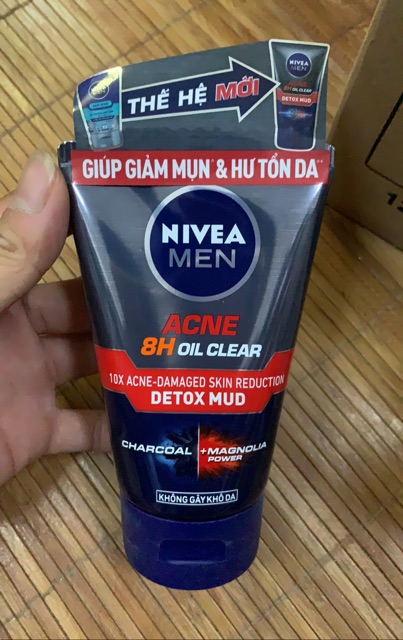 THẾ HỆ MỚI
NIVEA
MEN
ACNE
8H OIL CLEAR
DETOX MUD
GIÚP GIẢM MỤN* & HƯ TỔN DA**
NIVEA
MEN
ACNE
8H OIL CLEAR
10X ACNE-DAMAGED SKIN REDUCTION
DETOX MUD
CHARCOAL +MAGNOLIA
POWER
KHÔNG GÂY KHÔ DA